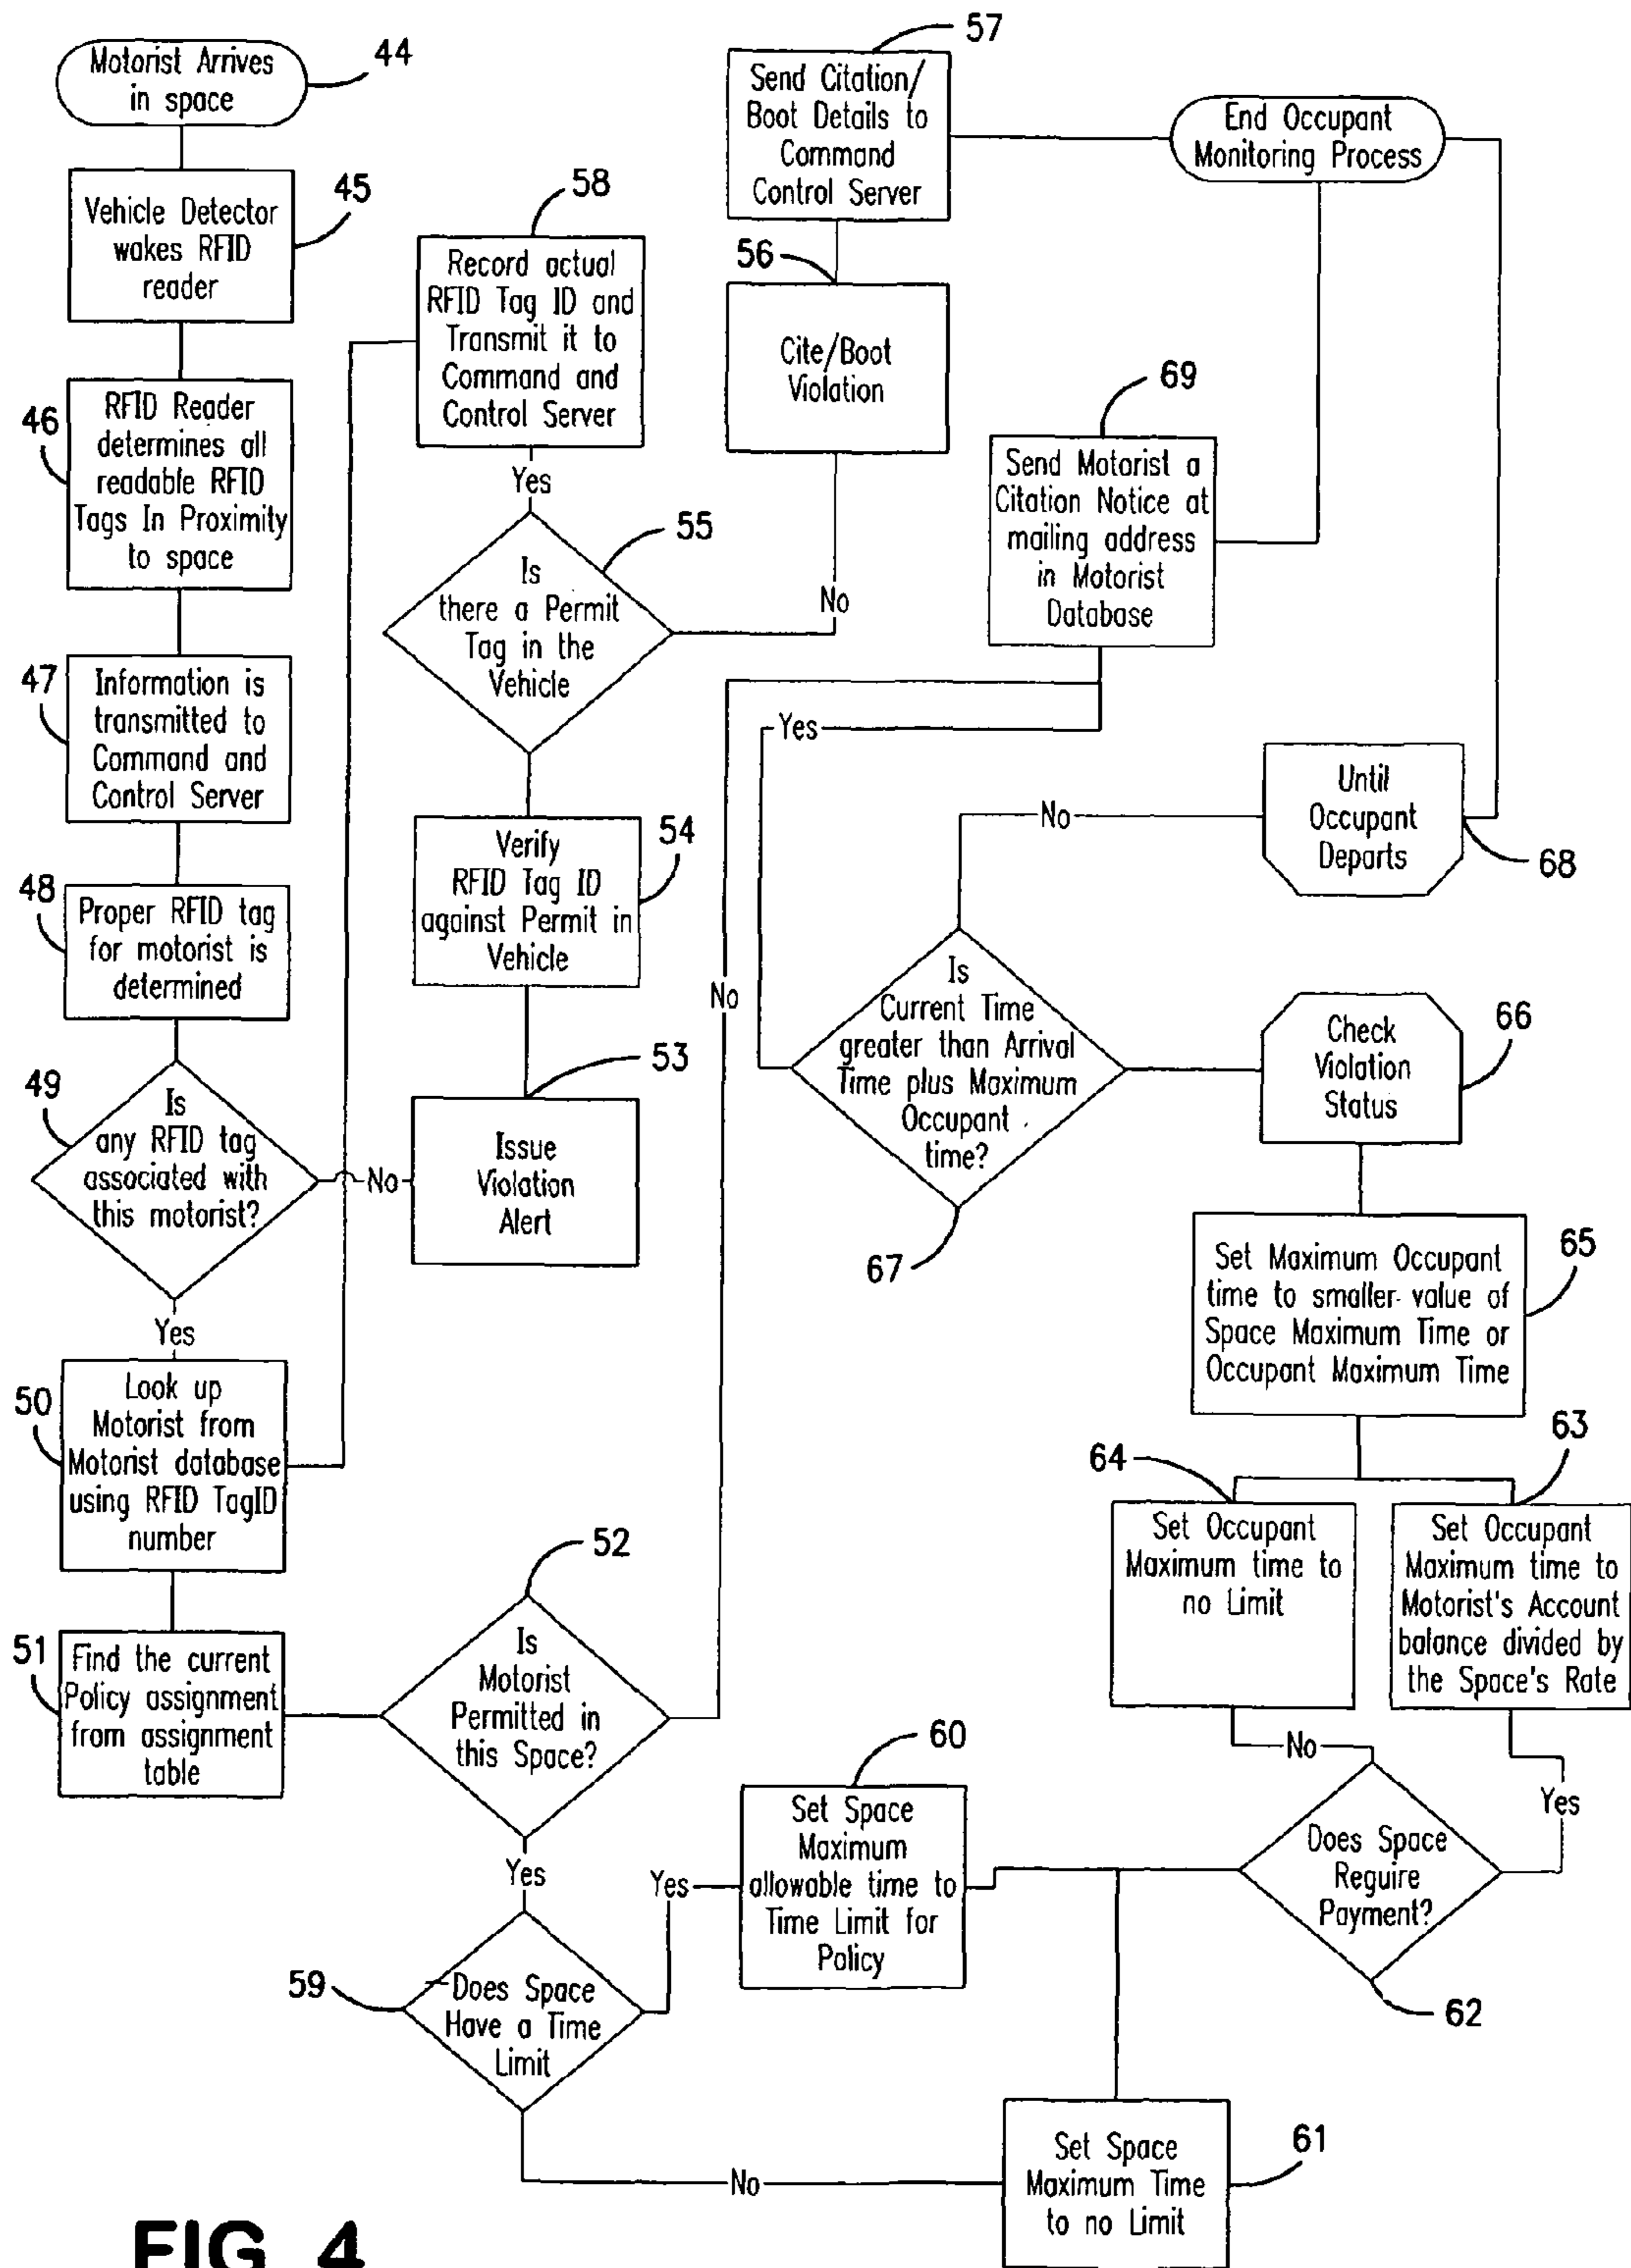 Motorist Arrives
in space
44
Vehicle Detector
wakes RFID
reader
45
46
RFID Reader
determines all
readable RFID
Tags In Proximity
to space
47
Information is
transmitted to
Command and
Control Server
48
Proper RFID tag
for motorist is
determined
49
Is
any RFID tag
associated with
this motorist?
No
Yes
50
Look up
Motorist from
Motorist database
using RFID TagID
number
51
Find the current
Policy assignment
from assignment
table
52
Is
Motorist
Permitted in
this Space?
No
Yes
53
Issue
Violation
Alert
54
Verify
RFID Tag ID
against Permit in
Vehicle
55
Is
there a Permit
Tag in the
Vehicle
Yes
No
58
Record actual
RFID Tag ID and
Transmit it to
Command and
Control Server
56
Cite/Boot
Violation
57
Send Citation/
Boot Details to
Command
Control Server
End Occupant
Monitoring Process
69
Send Motorist a
Citation Notice at
mailing address
in Motorist
Database
Yes
No
Until
Occupant
Departs
68
Is
Current Time
greater than Arrival
Time plus Maximum
Occupant
time?
67
Check
Violation
Status
66
Set Maximum Occupant
time to smaller value of
Space Maximum Time or
Occupant Maximum Time
65
64
Set Occupant
Maximum time to
no Limit
63
Set Occupant
Maximum time to
Motorist's Account
balance divided by
the Space's Rate
No
Yes
Does Space
Reguire
Payment?
62
60
Set Space
Maximum
allowable time to
Time Limit for
Policy
Yes
59
Does Space
Have a Time
Limit
No
Set Space
Maximum Time
to no Limit
61
FIG. 4